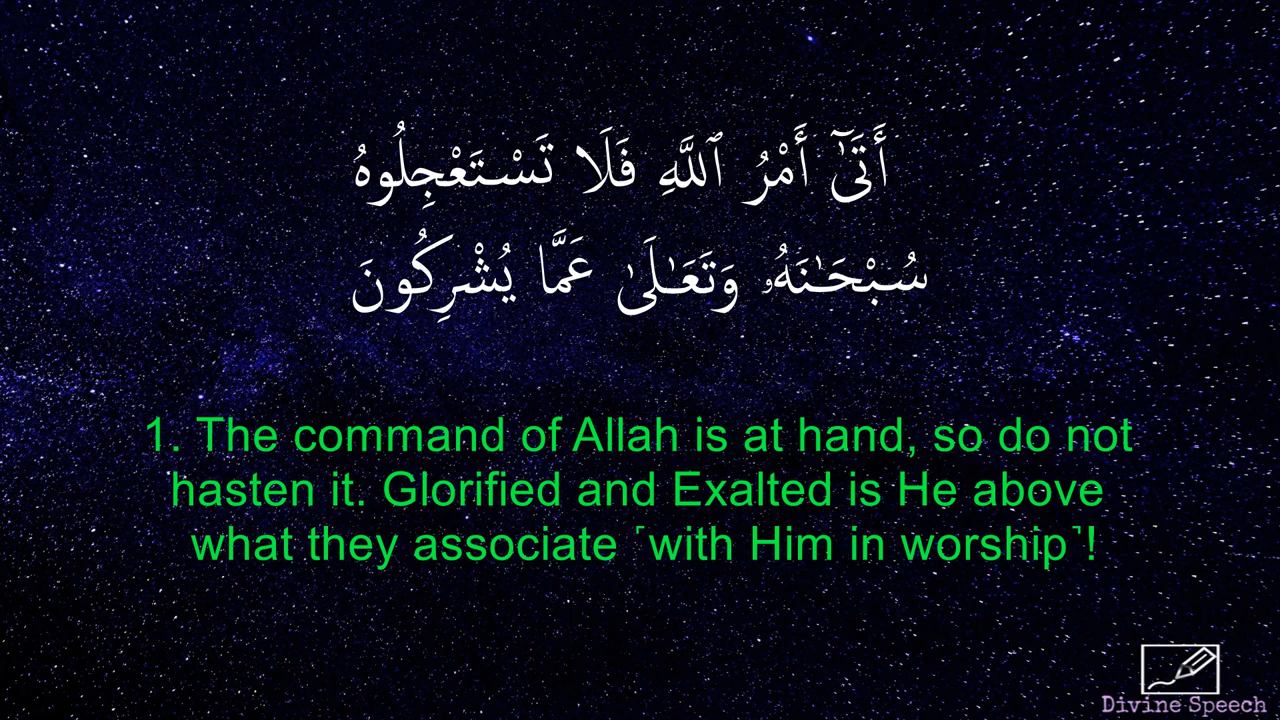 أَتَىٰٓ أَمْرُ ٱللَّهِ فَلَا تَسْتَعْجِلُوهُ
سُبْحَـٰنَهُۥ وَتَعَـٰلَىٰ عَمَّا يُشْرِكُونَ
1. The command of Allah is at hand, so do not
hasten it. Glorified and Exalted is He above
what they associate ˹with Him in worship˺!
Divine Speech